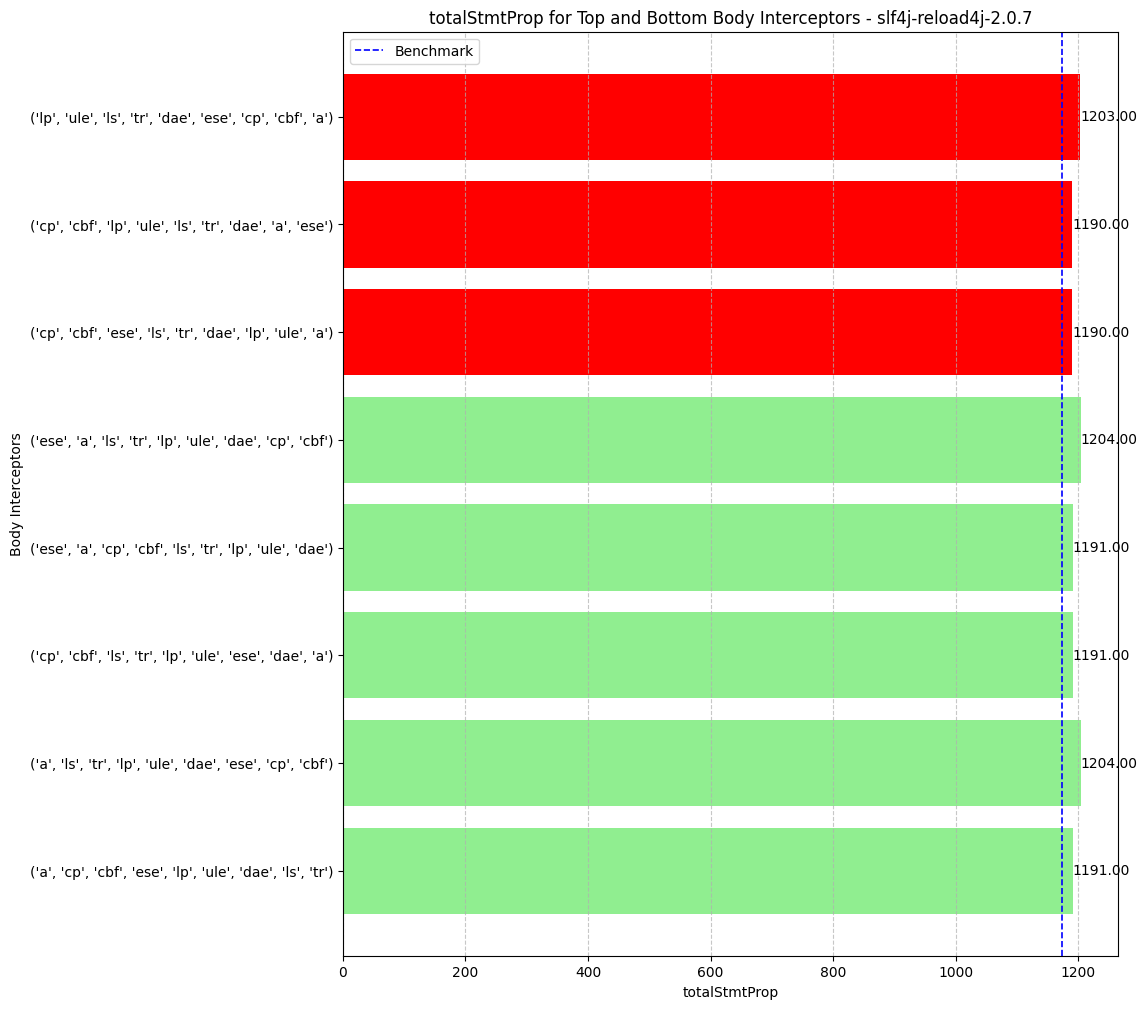 totalStmtProp for Top and Bottom Body Interceptors - slf4j-reload4j-2.0.7
Benchmark
('lp', 'ule', 'ls', 'tr', 'dae', 'ese', 'cp', 'cbf', 'a')
1203.00
('cp', 'cbf', 'lp', 'ule', 'ls', 'tr', 'dae', 'a', 'ese')
1190.00
('cp', 'cbf', 'ese', 'ls', 'tr', 'dae', 'lp', 'ule', 'a')
1190.00
('ese', 'a', 'ls', 'tr', 'lp', 'ule', 'dae', 'cp', 'cbf')
1204.00
Body Interceptors
('ese', 'a', 'cp', 'cbf', 'ls', 'tr', 'lp', 'ule', 'dae')
1191.00
('cp', 'cbf', 'ls', 'tr', 'lp', 'ule', 'ese', 'dae', 'a')
1191.00
('a', 'ls', 'tr', 'lp', 'ule', 'dae', 'ese', 'cp', 'cbf')
1204.00
('a', 'cp', 'cbf', 'ese', 'lp', 'ule', 'dae', 'ls', 'tr')
1191.00
0 200 400 600 800 1000 1200
totalStmtProp